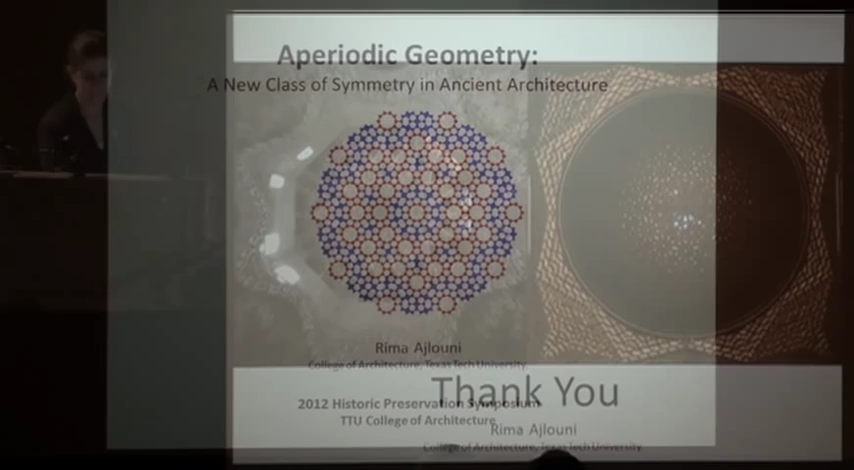 Aperiodic Geometry:
A New Class of Symmetry in Ancient Architecture
Rima Ajlouni
College of Architecture, Texas Tech University.
2012 Historic Preservation Symposium
TTU College of Architecture
Thank You
Rima Ajlouni
College of Architecture, Texas Tech University